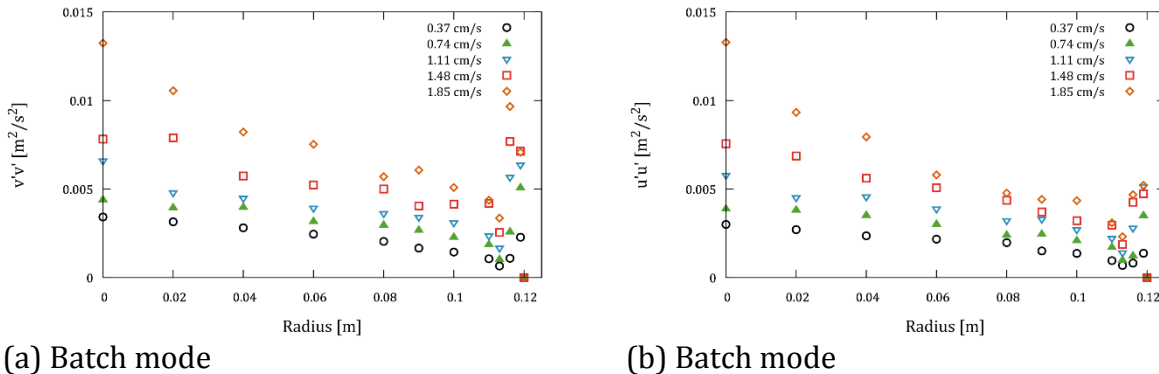 0.015
0.01
0.005
0
v'v' [m²/s²]
0.37 cm/s
0.74 cm/s
1.11 cm/s
1.48 cm/s
1.85 cm/s
0 0.02 0.04 0.06 0.08 0.1 0.12
Radius [m]
(a) Batch mode
0.015
0.01
0.005
0
u'u' [m²/s²]
0.37 cm/s
0.74 cm/s
1.11 cm/s
1.48 cm/s
1.85 cm/s
0 0.02 0.04 0.06 0.08 0.1 0.12
Radius [m]
(b) Batch mode